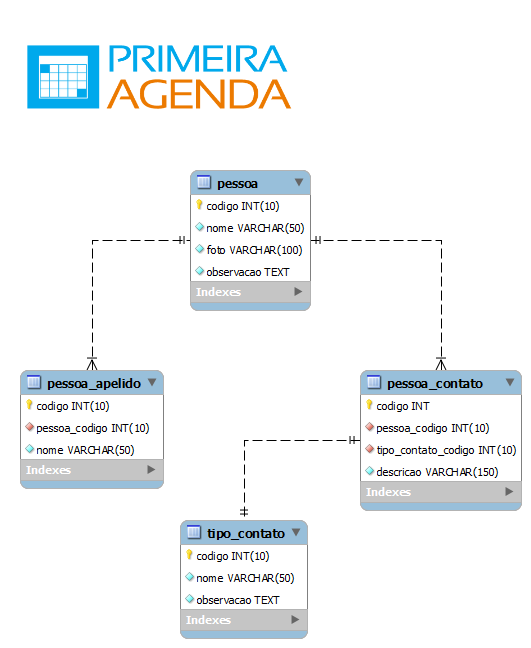 PRIMEIRA
AGENDA
pessoa
codigo INT(10)
nome VARCHAR(50)
foto VARCHAR(100)
observacao TEXT
Indexes
pessoa_apelido
codigo INT(10)
pessoa_codigo INT(10)
nome VARCHAR(50)
Indexes
pessoa_contato
codigo INT
pessoa_codigo INT(10)
tipo_contato_codigo INT(10)
descricao VARCHAR(150)
Indexes
tipo_contato
codigo INT(10)
nome VARCHAR(50)
observacao TEXT
Indexes